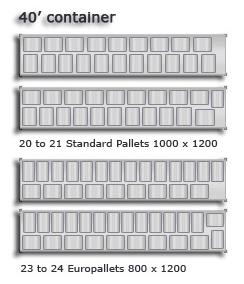 40’ container
20 to 21 Standard Pallets 1000 x 1200
23 to 24 Europallets 800 x 1200